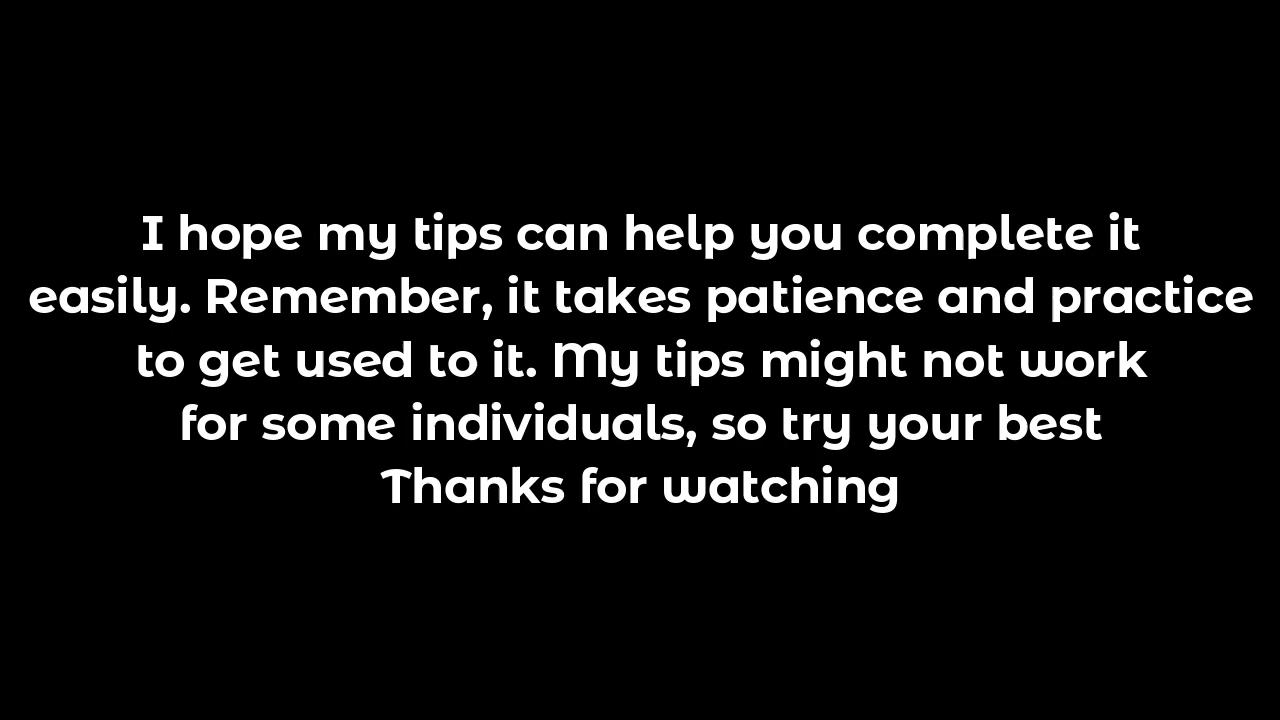 I hope my tips can help you complete it
easily. Remember, it takes patience and practice
to get used to it. My tips might not work
for some individuals, so try your best
Thanks for watching